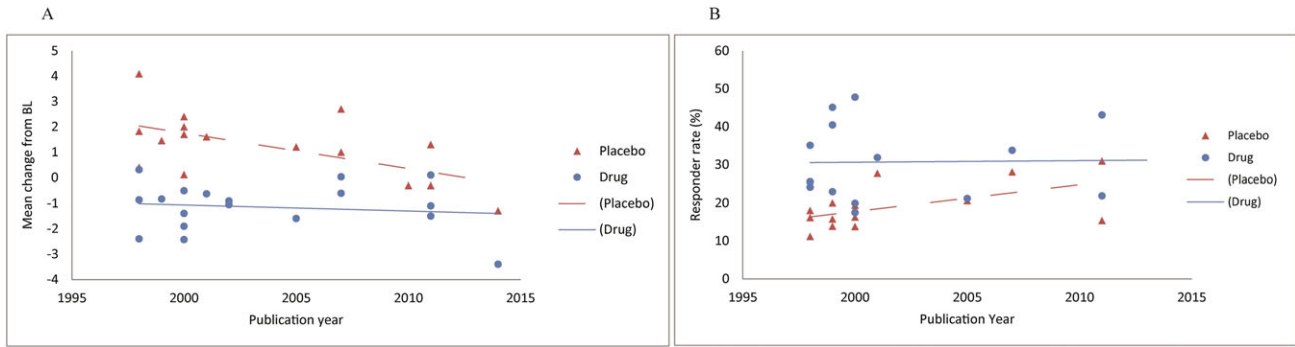 A
B
5
4
3
2
1
0
-1
-2
-3
-4
Mean change from BL
1995
2000
2005
2010
2015
Publication year
Placebo
Drug
(Placebo)
(Drug)
60
50
40
30
20
10
0
Responder rate (%)
1995
2000
2005
2010
2015
Publication Year
Placebo
Drug
(Placebo)
(Drug)